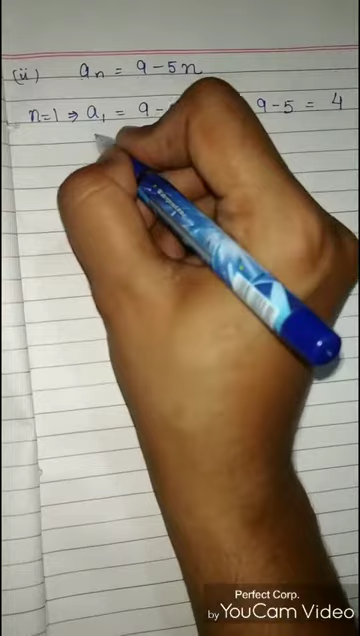 (ii) aₙ = 9 - 5n
n=1 ⇒ a₁ = 9 - 9 - 5 = 4
Perfect Corp.
by YouCam Video